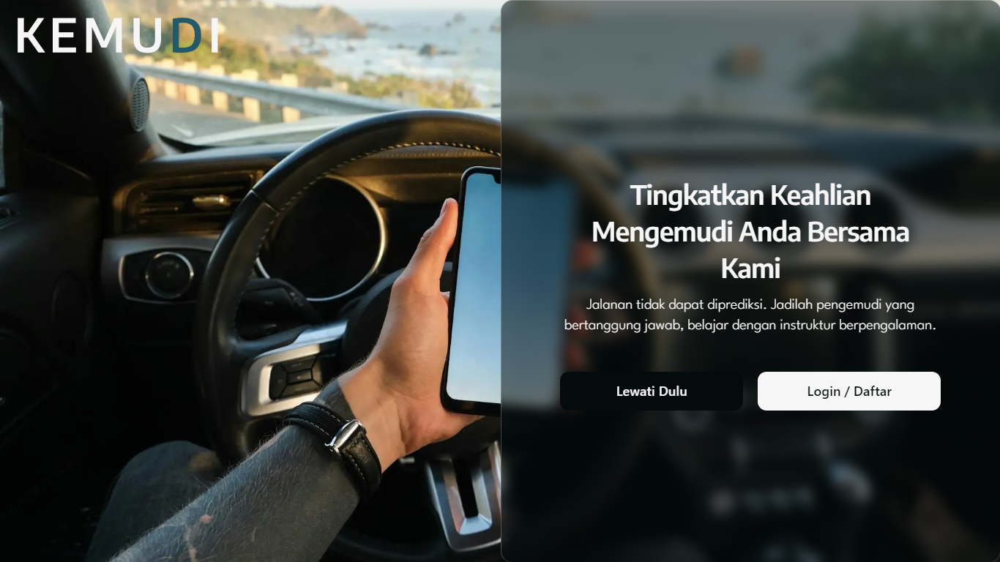 KEMUDI
Tingkatkan Keahlian
Mengemudi Anda Bersama
Kami
Jalanan tidak dapat diprediksi. Jadilah pengemudi yang
bertanggung jawab, belajar dengan instruktur berpengalaman.
Lewati Dulu
Login / Daftar